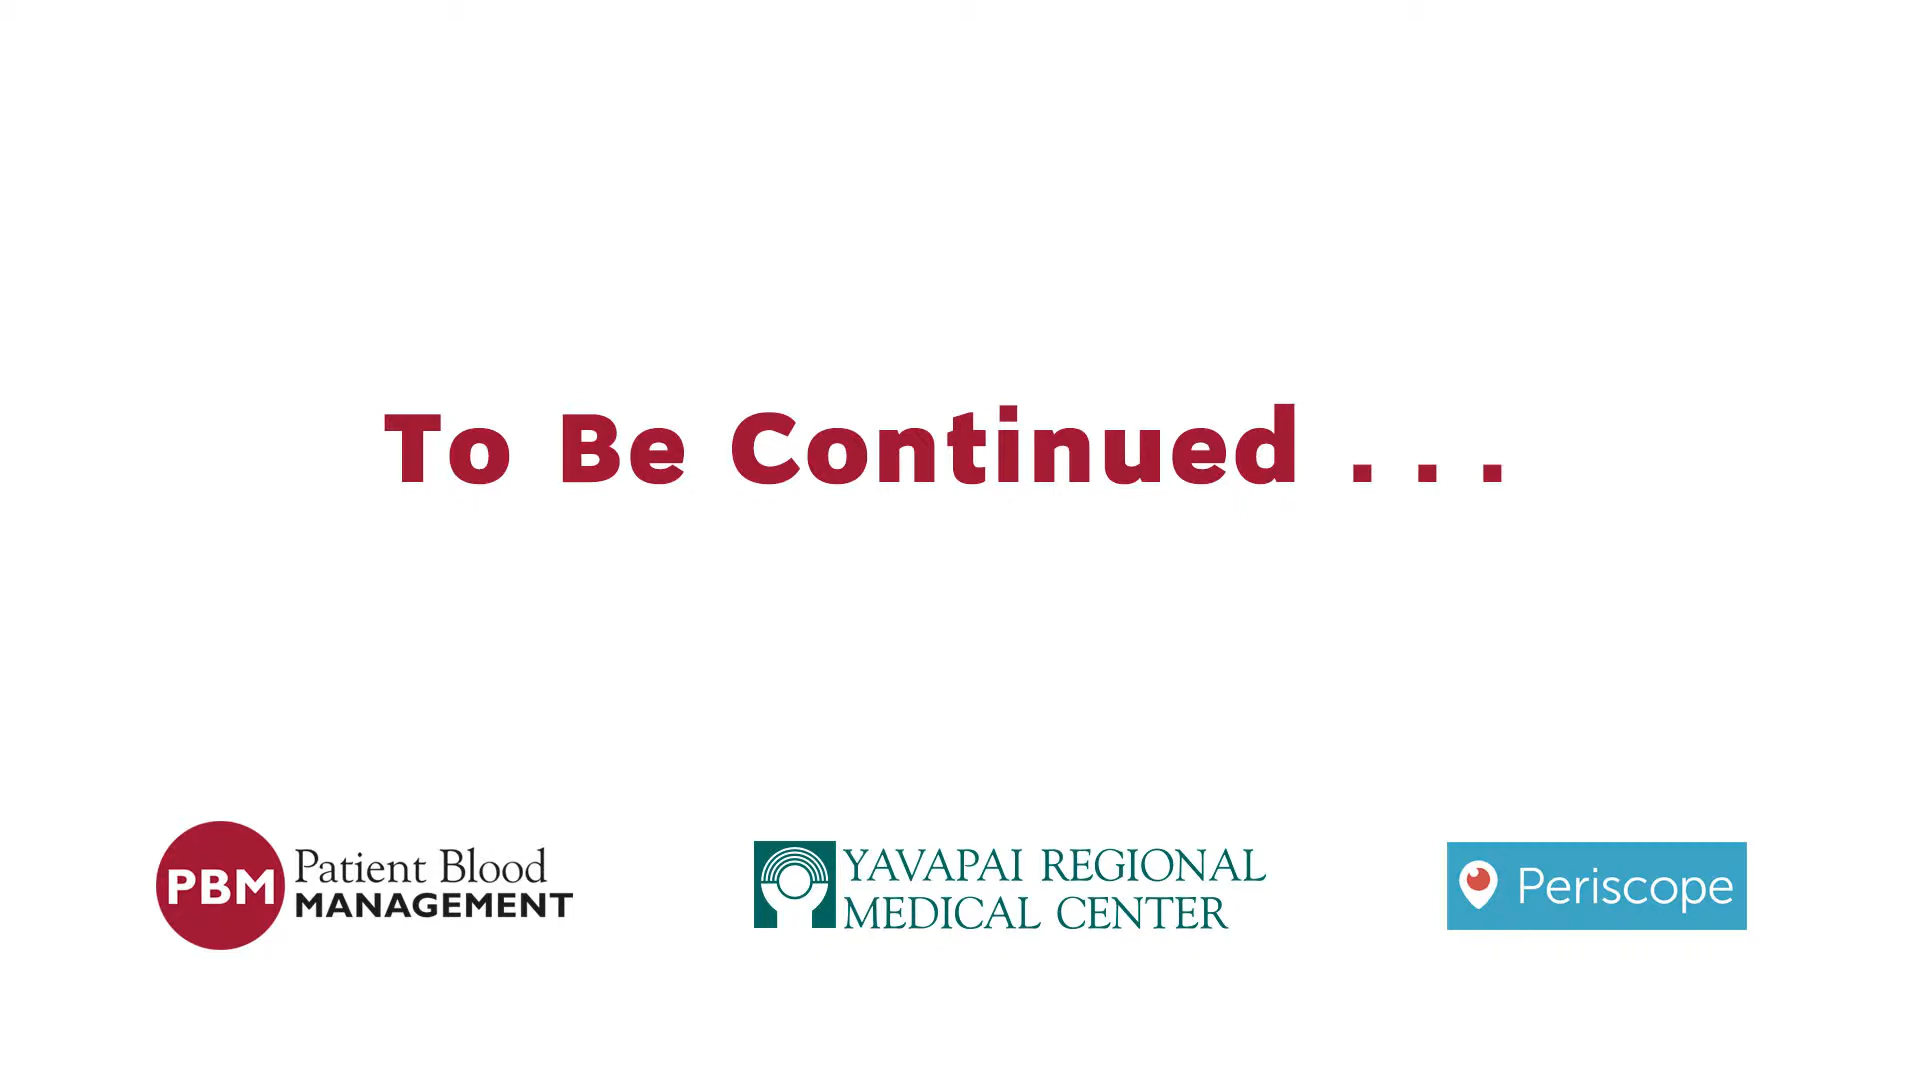 To Be Continued . . .
PBM
Patient Blood
MANAGEMENT
YAVAPAI REGIONAL
MEDICAL CENTER
Periscope